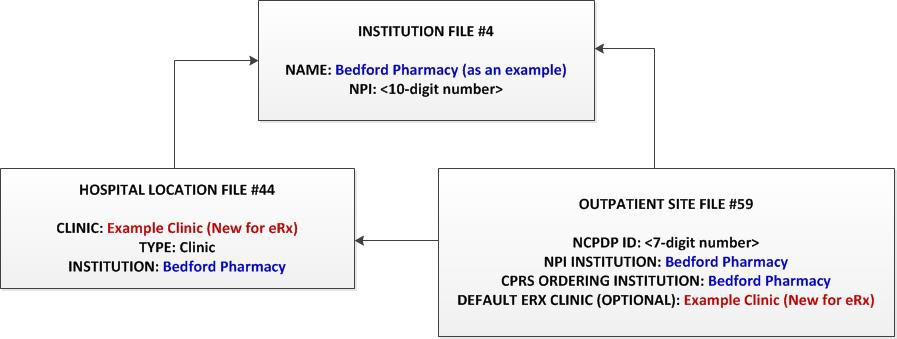 INSTITUTION FILE #4
NAME: Bedford Pharmacy (as an example)
NPI: <10-digit number>
HOSPITAL LOCATION FILE #44
CLINIC: Example Clinic (New for eRx)
TYPE: Clinic
INSTITUTION: Bedford Pharmacy
OUTPATIENT SITE FILE #59
NCPDP ID: <7-digit number>
NPI INSTITUTION: Bedford Pharmacy
CPRS ORDERING INSTITUTION: Bedford Pharmacy
DEFAULT ERX CLINIC (OPTIONAL): Example Clinic (New for eRx)